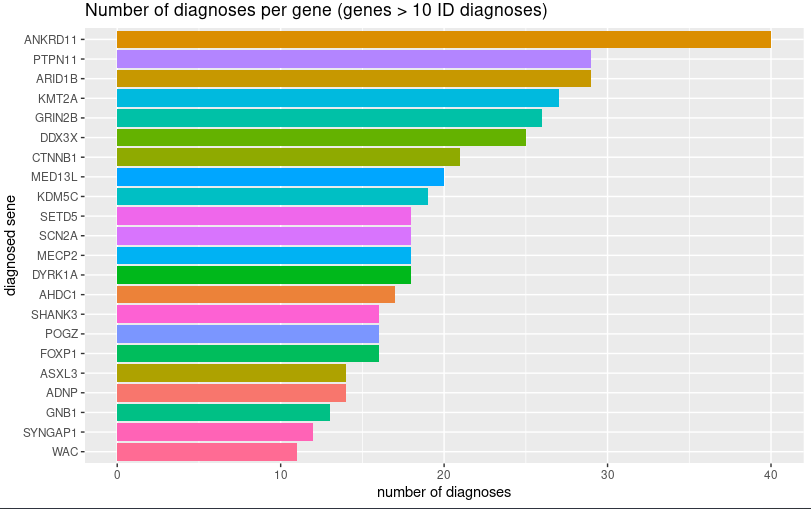 Number of diagnoses per gene (genes > 10 ID diagnoses)
diagnosed sene
ANKRD11
PTPN11
ARID1B
KMT2A
GRIN2B
DDX3X
CTNNB1
MED13L
KDM5C
SETD5
SCN2A
MECP2
DYRK1A
AHDC1
SHANK3
POGZ
FOXP1
ASXL3
ADNP
GNB1
SYNGAP1
WAC
0 10 20 30 40
number of diagnoses